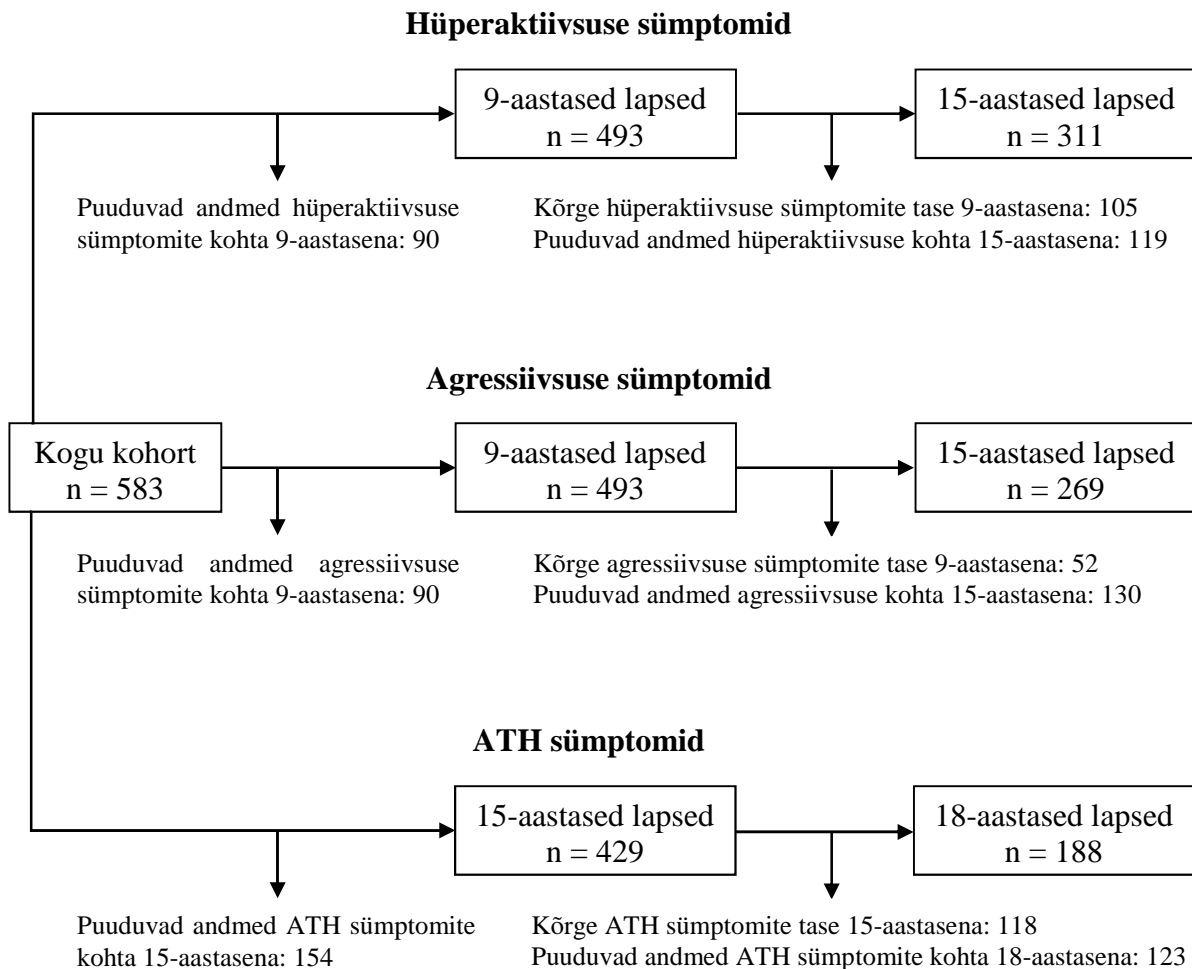 Hüperaktiivsuse sümptomid
9-aastased lapsed
n = 493
15-aastased lapsed
n = 311
Puuduvad andmed hüperaktiivsuse
sümptomite kohta 9-aastasena: 90
Kõrge hüperaktiivsuse sümptomite tase 9-aastasena: 105
Puuduvad andmed hüperaktiivsuse kohta 15-aastasena: 119
Agressiivsuse sümptomid
Kogu kohort
n = 583
9-aastased lapsed
n = 493
15-aastased lapsed
n = 269
Puuduvad andmed agressiivsuse
sümptomite kohta 9-aastasena: 90
Kõrge agressiivsuse sümptomite tase 9-aastasena: 52
Puuduvad andmed agressiivsuse kohta 15-aastasena: 130
ATH sümptomid
15-aastased lapsed
n = 429
18-aastased lapsed
n = 188
Puuduvad andmed ATH sümptomite
kohta 15-aastasena: 154
Kõrge ATH sümptomite tase 15-aastasena: 118
Puuduvad andmed ATH sümptomite kohta 18-aastasena: 123